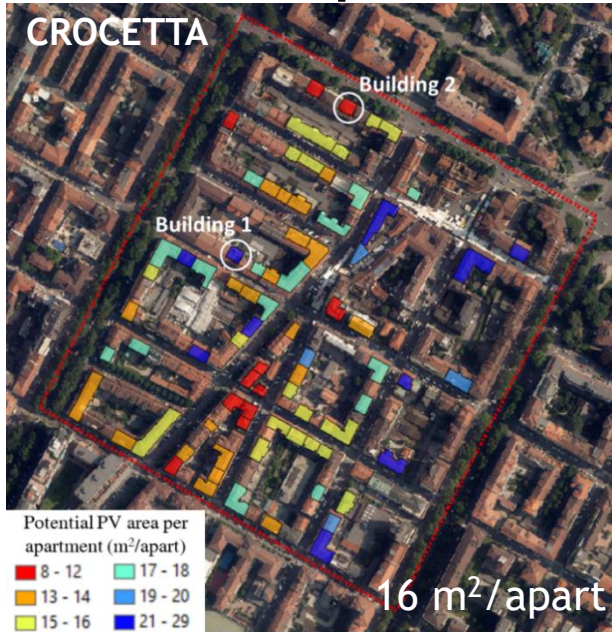 CROCETTA
Building 2
Building 1
Potential PV area per
apartment (m²/apart)
8 - 12
17 - 18
13 - 14
19 - 20
15 - 16
21 - 29
16 m²/apart